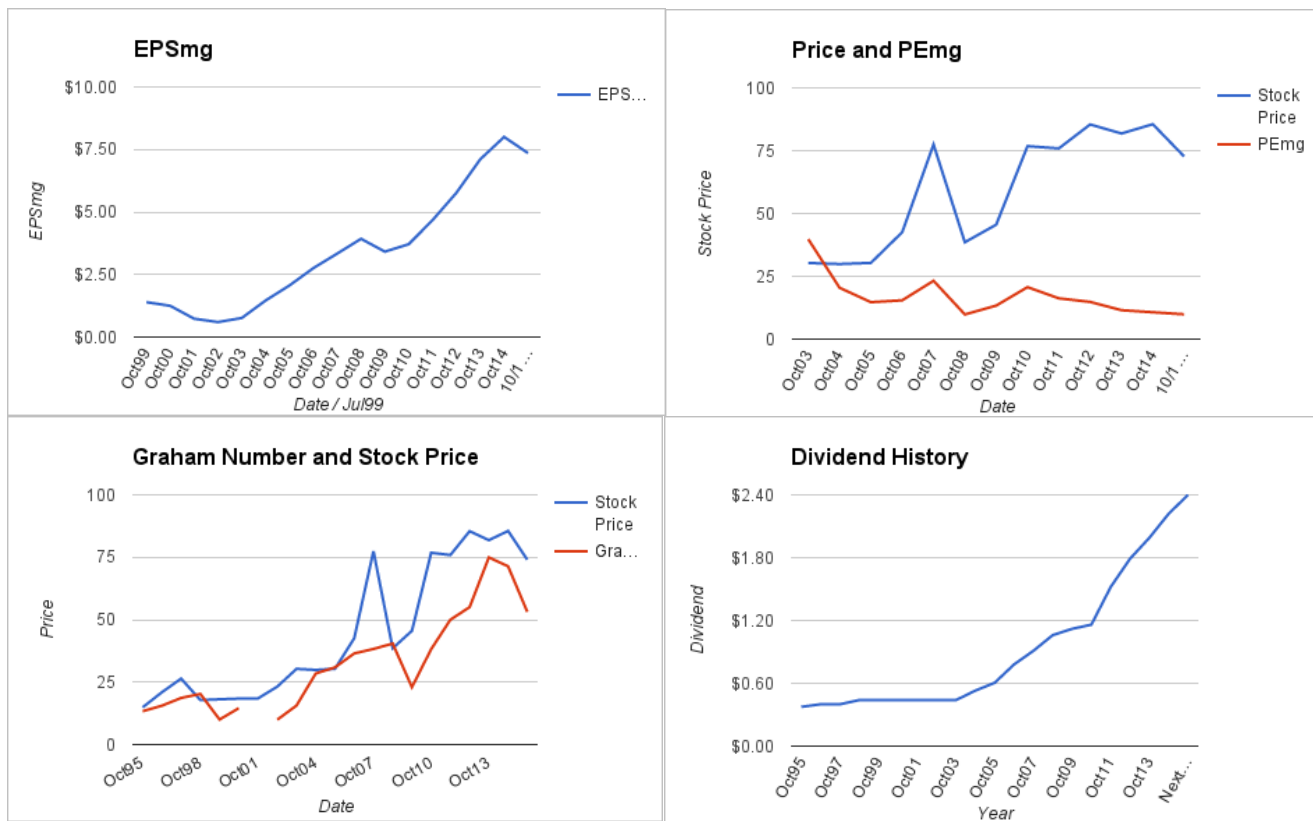 EPSmg
$10.00
$7.50
$5.00
$2.50
$0.00
EPSmg
EPS...
Oct99
Oct00
Oct01
Oct02
Oct03
Oct04
Oct05
Oct06
Oct07
Oct08
Oct09
Oct10
Oct11
Oct12
Oct13
Oct14
10/1 ...
Date / Jul99
Price and PEmg
100
75
50
25
0
Stock Price
Stock
Price
PEmg
Oct03
Oct04
Oct05
Oct06
Oct07
Oct08
Oct09
Oct10
Oct11
Oct12
Oct13
Oct14
10/1 ...
Date
Graham Number and Stock Price
100
75
50
25
0
Price
Stock
Price
Gra...
Oct95
Oct98
Oct01
Oct04
Oct07
Oct10
Oct13
Date
Dividend History
$2.40
$1.80
$1.20
$0.60
$0.00
Dividend
Oct95
Oct97
Oct99
Oct01
Oct03
Oct05
Oct07
Oct09
Oct11
Oct13
Next...
Year